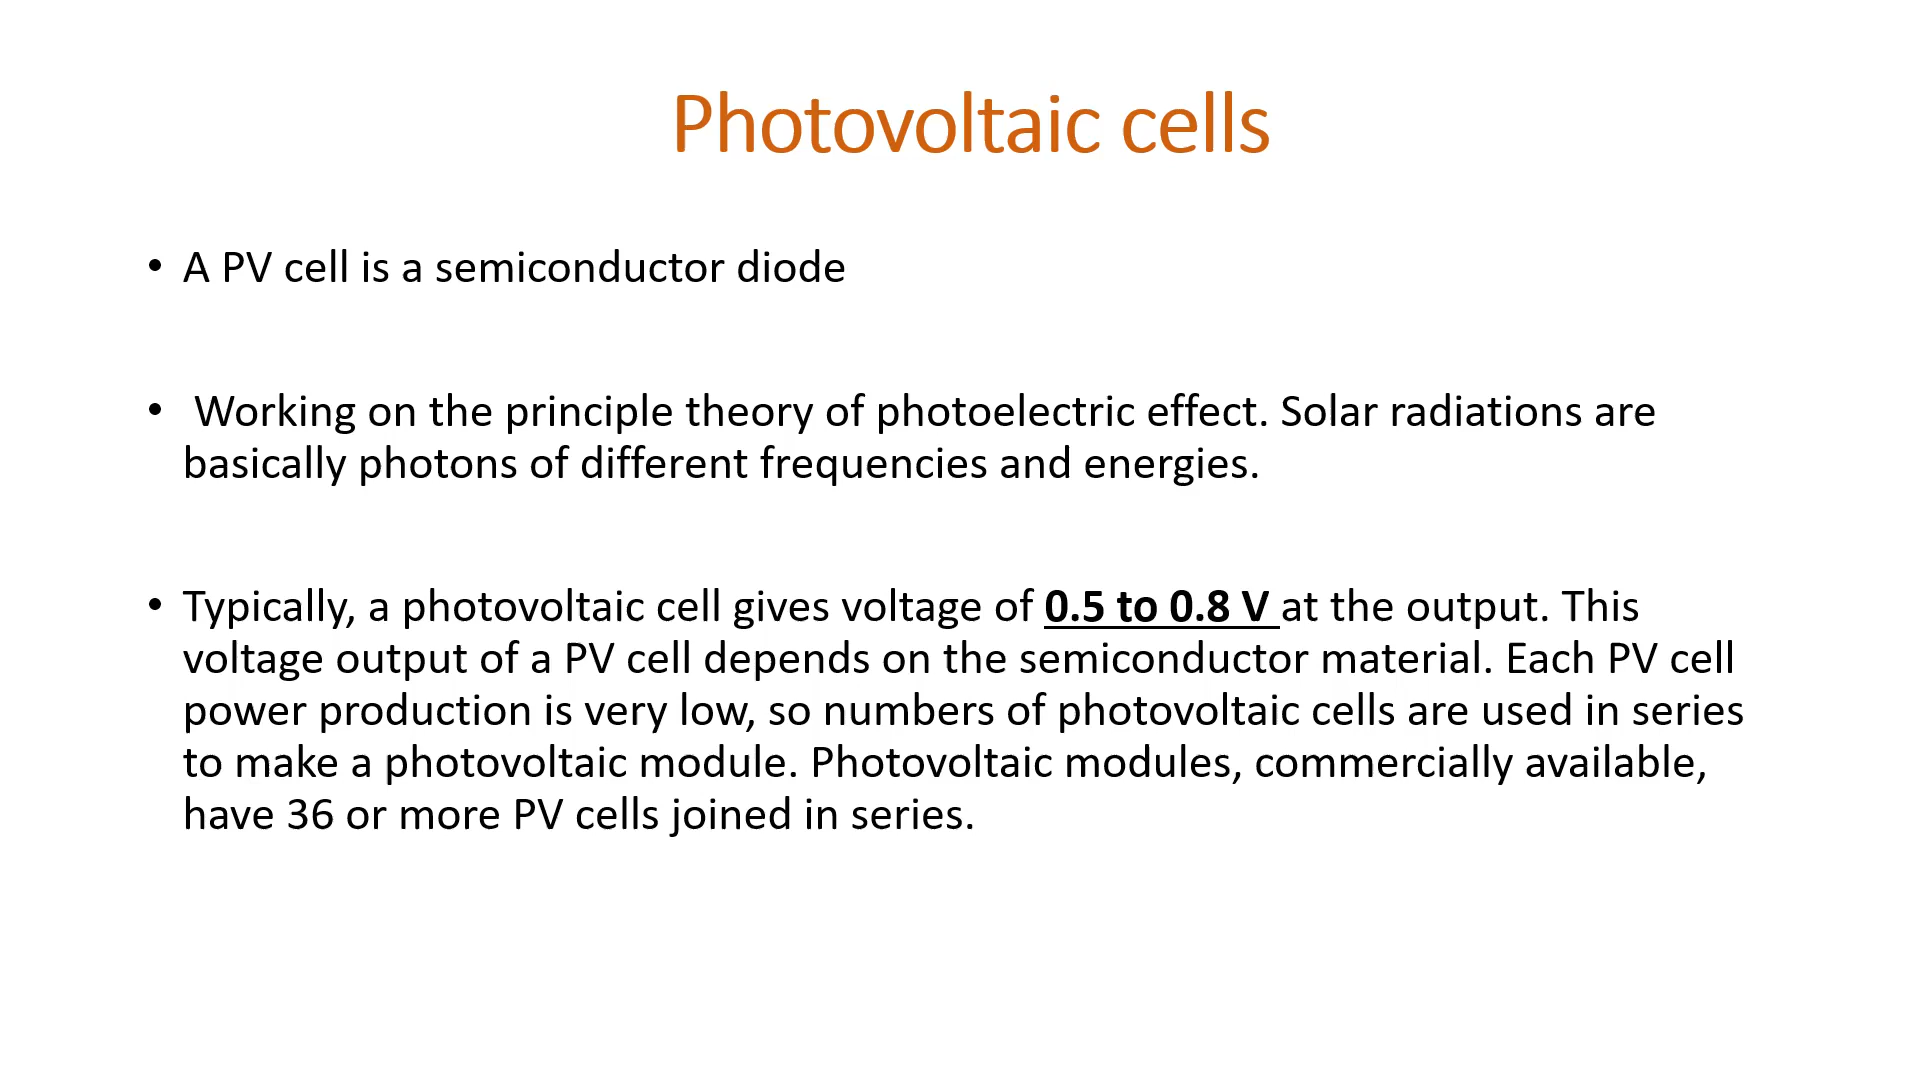 Photovoltaic cells
• A PV cell is a semiconductor diode
• Working on the principle theory of photoelectric effect. Solar radiations are
basically photons of different frequencies and energies.
• Typically, a photovoltaic cell gives voltage of 0.5 to 0.8 V at the output. This
voltage output of a PV cell depends on the semiconductor material. Each PV cell
power production is very low, so numbers of photovoltaic cells are used in series
to make a photovoltaic module. Photovoltaic modules, commercially available,
have 36 or more PV cells joined in series.